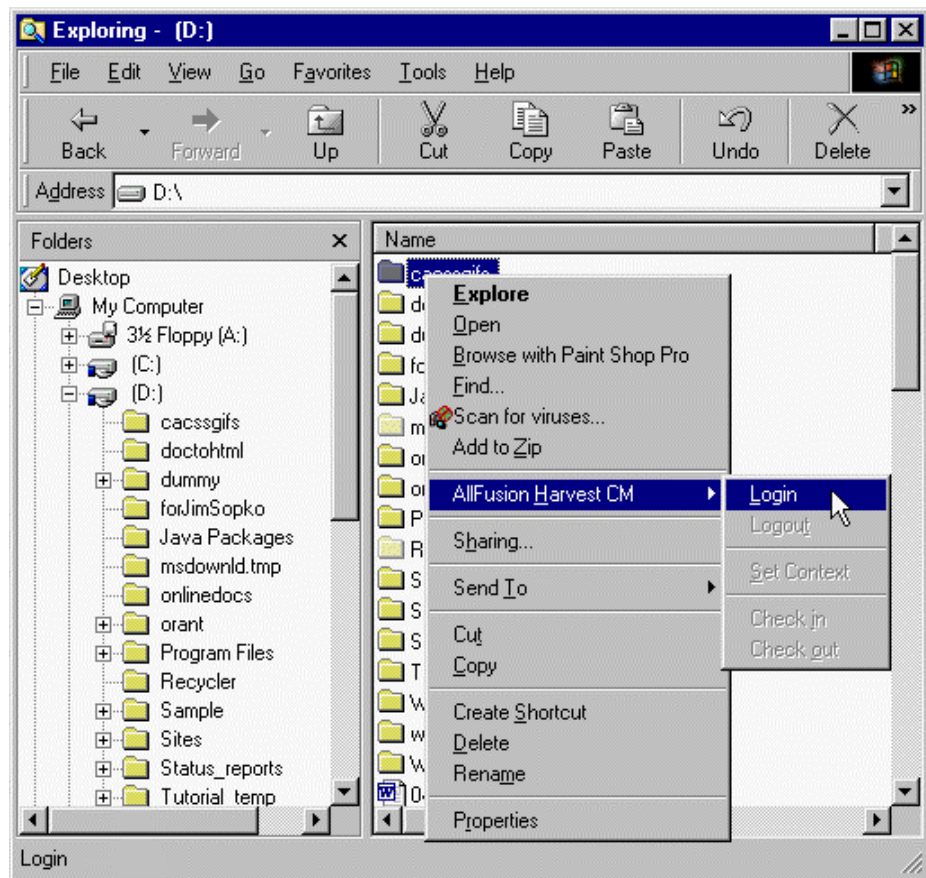 Exploring - (D:)
File Edit View Go Favorites Tools Help
Back Forward Up Cut Copy Paste Undo Delete »
Address D:\
Folders
Desktop
My Computer
3½ Floppy (A:)
(C:)
(D:)
cacssgifs
doctohtml
dummy
forJimSopko
Java Packages
msdownld.tmp
onlinedocs
orant
Program Files
Recycler
Sample
Sites
Status_reports
Tutorial_temp
Name
cacssgifs
Explore
Open
Browse with Paint Shop Pro
Find...
Scan for viruses...
Add to Zip
AllFusion Harvest CM
Sharing...
Send To
Cut
Copy
Create Shortcut
Delete
Rename
Properties
Login
Logout
Set Context
Check in
Check out
Login